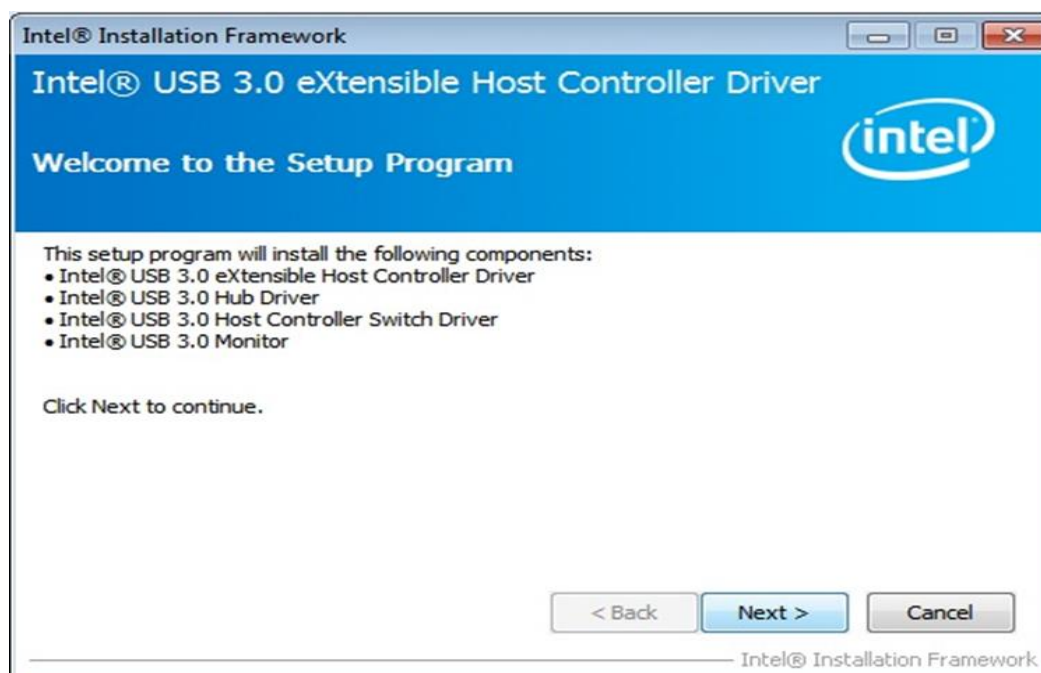 Intel® Installation Framework
Intel® USB 3.0 eXtensible Host Controller Driver
intel
Welcome to the Setup Program
This setup program will install the following components:
• Intel® USB 3.0 eXtensible Host Controller Driver
• Intel® USB 3.0 Hub Driver
• Intel® USB 3.0 Host Controller Switch Driver
• Intel® USB 3.0 Monitor
Click Next to continue.
< Back Next > Cancel
Intel® Installation Framework